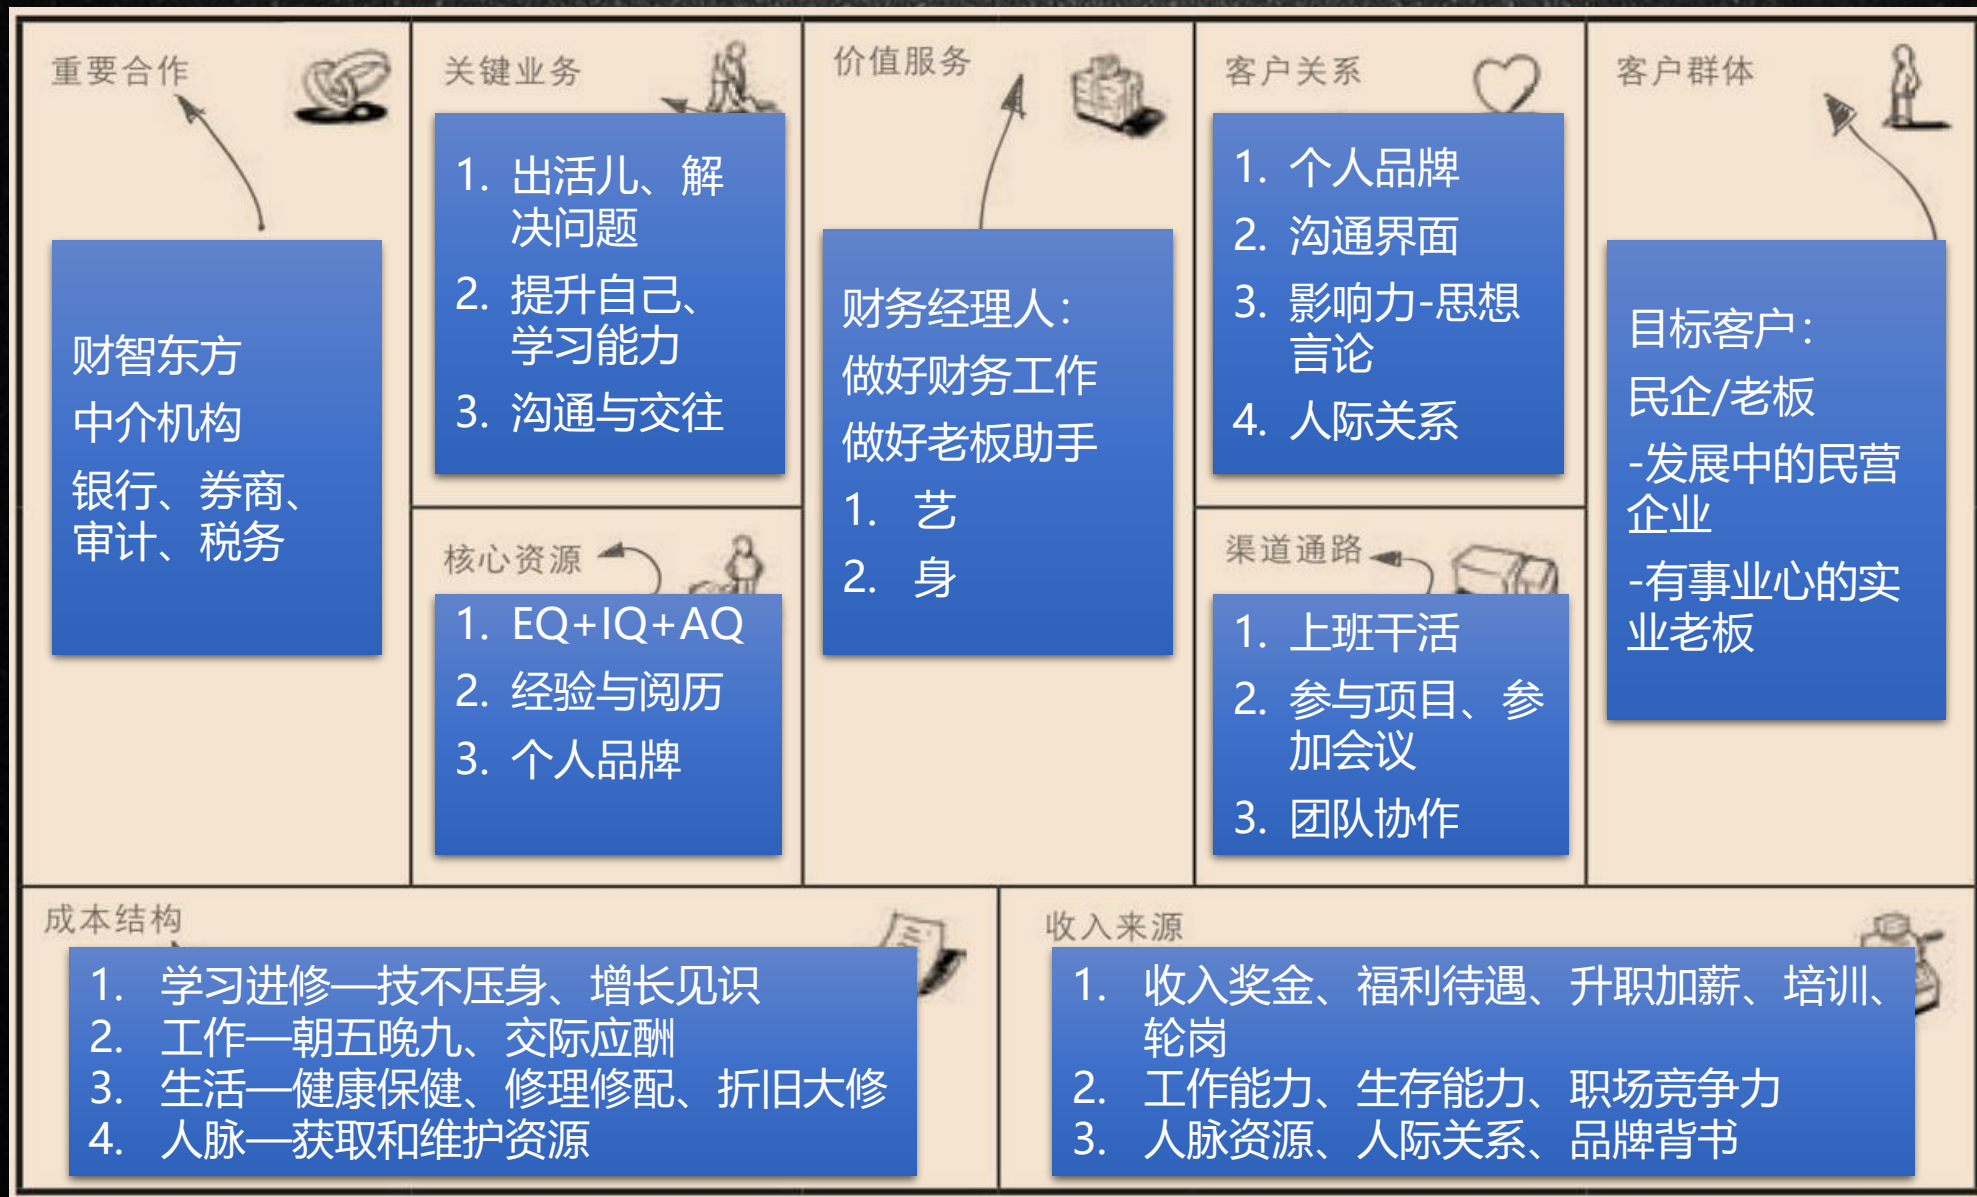 重要合作
财智东方
中介机构
银行、券商、
审计、税务
关键业务
1. 出活儿、解
决问题
2. 提升自己、
学习能力
3. 沟通与交往
核心资源
1. EQ+IQ+AQ
2. 经验与阅历
3. 个人品牌
价值服务
财务经理人：
做好财务工作
做好老板助手
1. 艺
2. 身
客户关系
1. 个人品牌
2. 沟通界面
3. 影响力-思想
言论
4. 人际关系
渠道通路
1. 上班干活
2. 参与项目、参
加会议
3. 团队协作
客户群体
目标客户：
民企/老板
-发展中的民营
企业
-有事业心的实
业老板
成本结构
1. 学习进修—技不压身、增长见识
2. 工作—朝五晚九、交际应酬
3. 生活—健康保健、修理修配、折旧大修
4. 人脉—获取和维护资源
收入来源
1. 收入奖金、福利待遇、升职加薪、培训、
轮岗
2. 工作能力、生存能力、职场竞争力
3. 人脉资源、人际关系、品牌背书